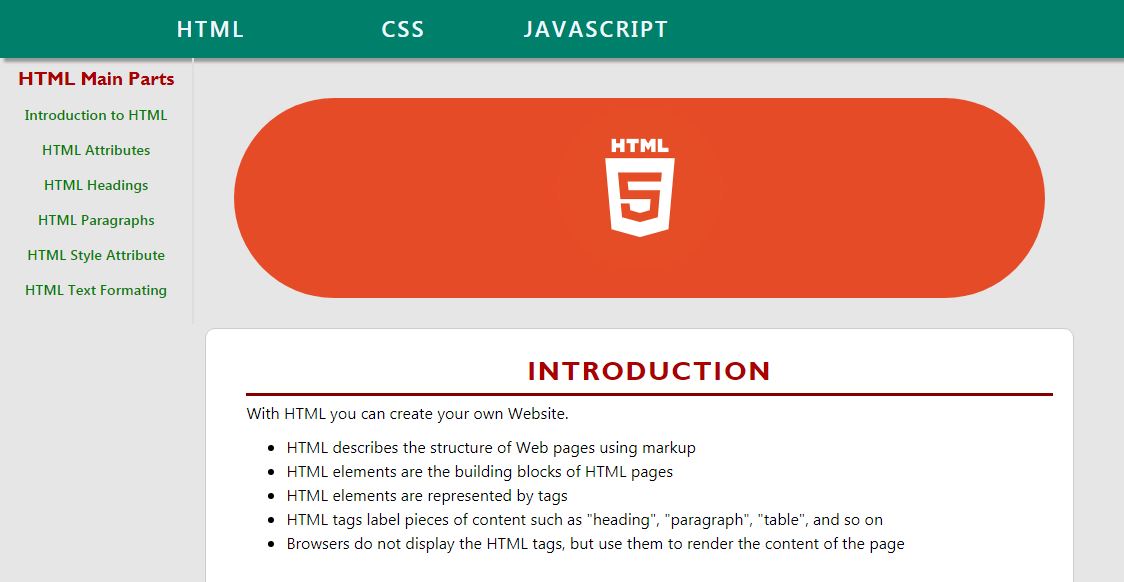 HTML CSS JAVASCRIPT
HTML Main Parts
Introduction to HTML
HTML Attributes
HTML Headings
HTML Paragraphs
HTML Style Attribute
HTML Text Formating
HTML
5
INTRODUCTION
With HTML you can create your own Website.
HTML describes the structure of Web pages using markup
HTML elements are the building blocks of HTML pages
HTML elements are represented by tags
HTML tags label pieces of content such as "heading", "paragraph", "table", and so on
Browsers do not display the HTML tags, but use them to render the content of the page